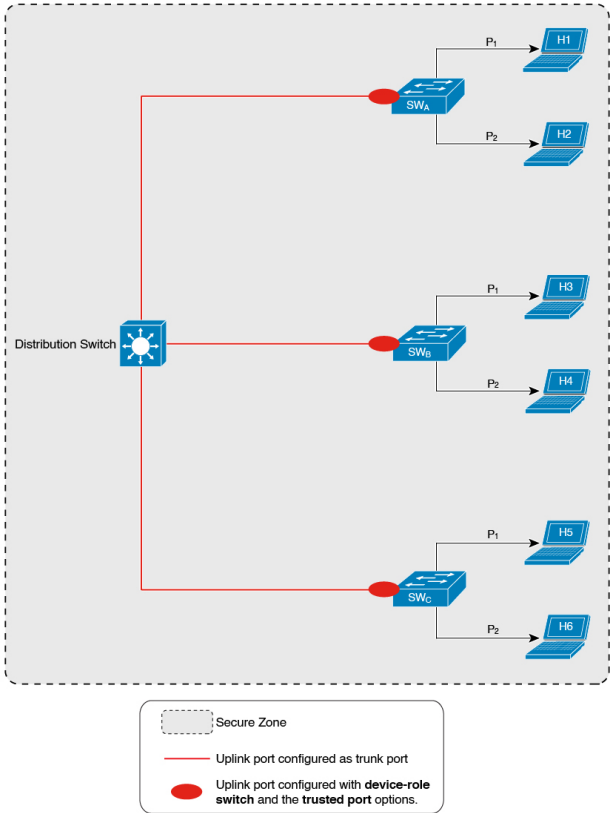 P₁
H1
SWA
P₂
H2
P₁
H3
Distribution Switch
SWB
P₂
H4
P₁
H5
SWC
P₂
H6
Secure Zone
Uplink port configured as trunk port
Uplink port configured with device-role
switch and the trusted port options.